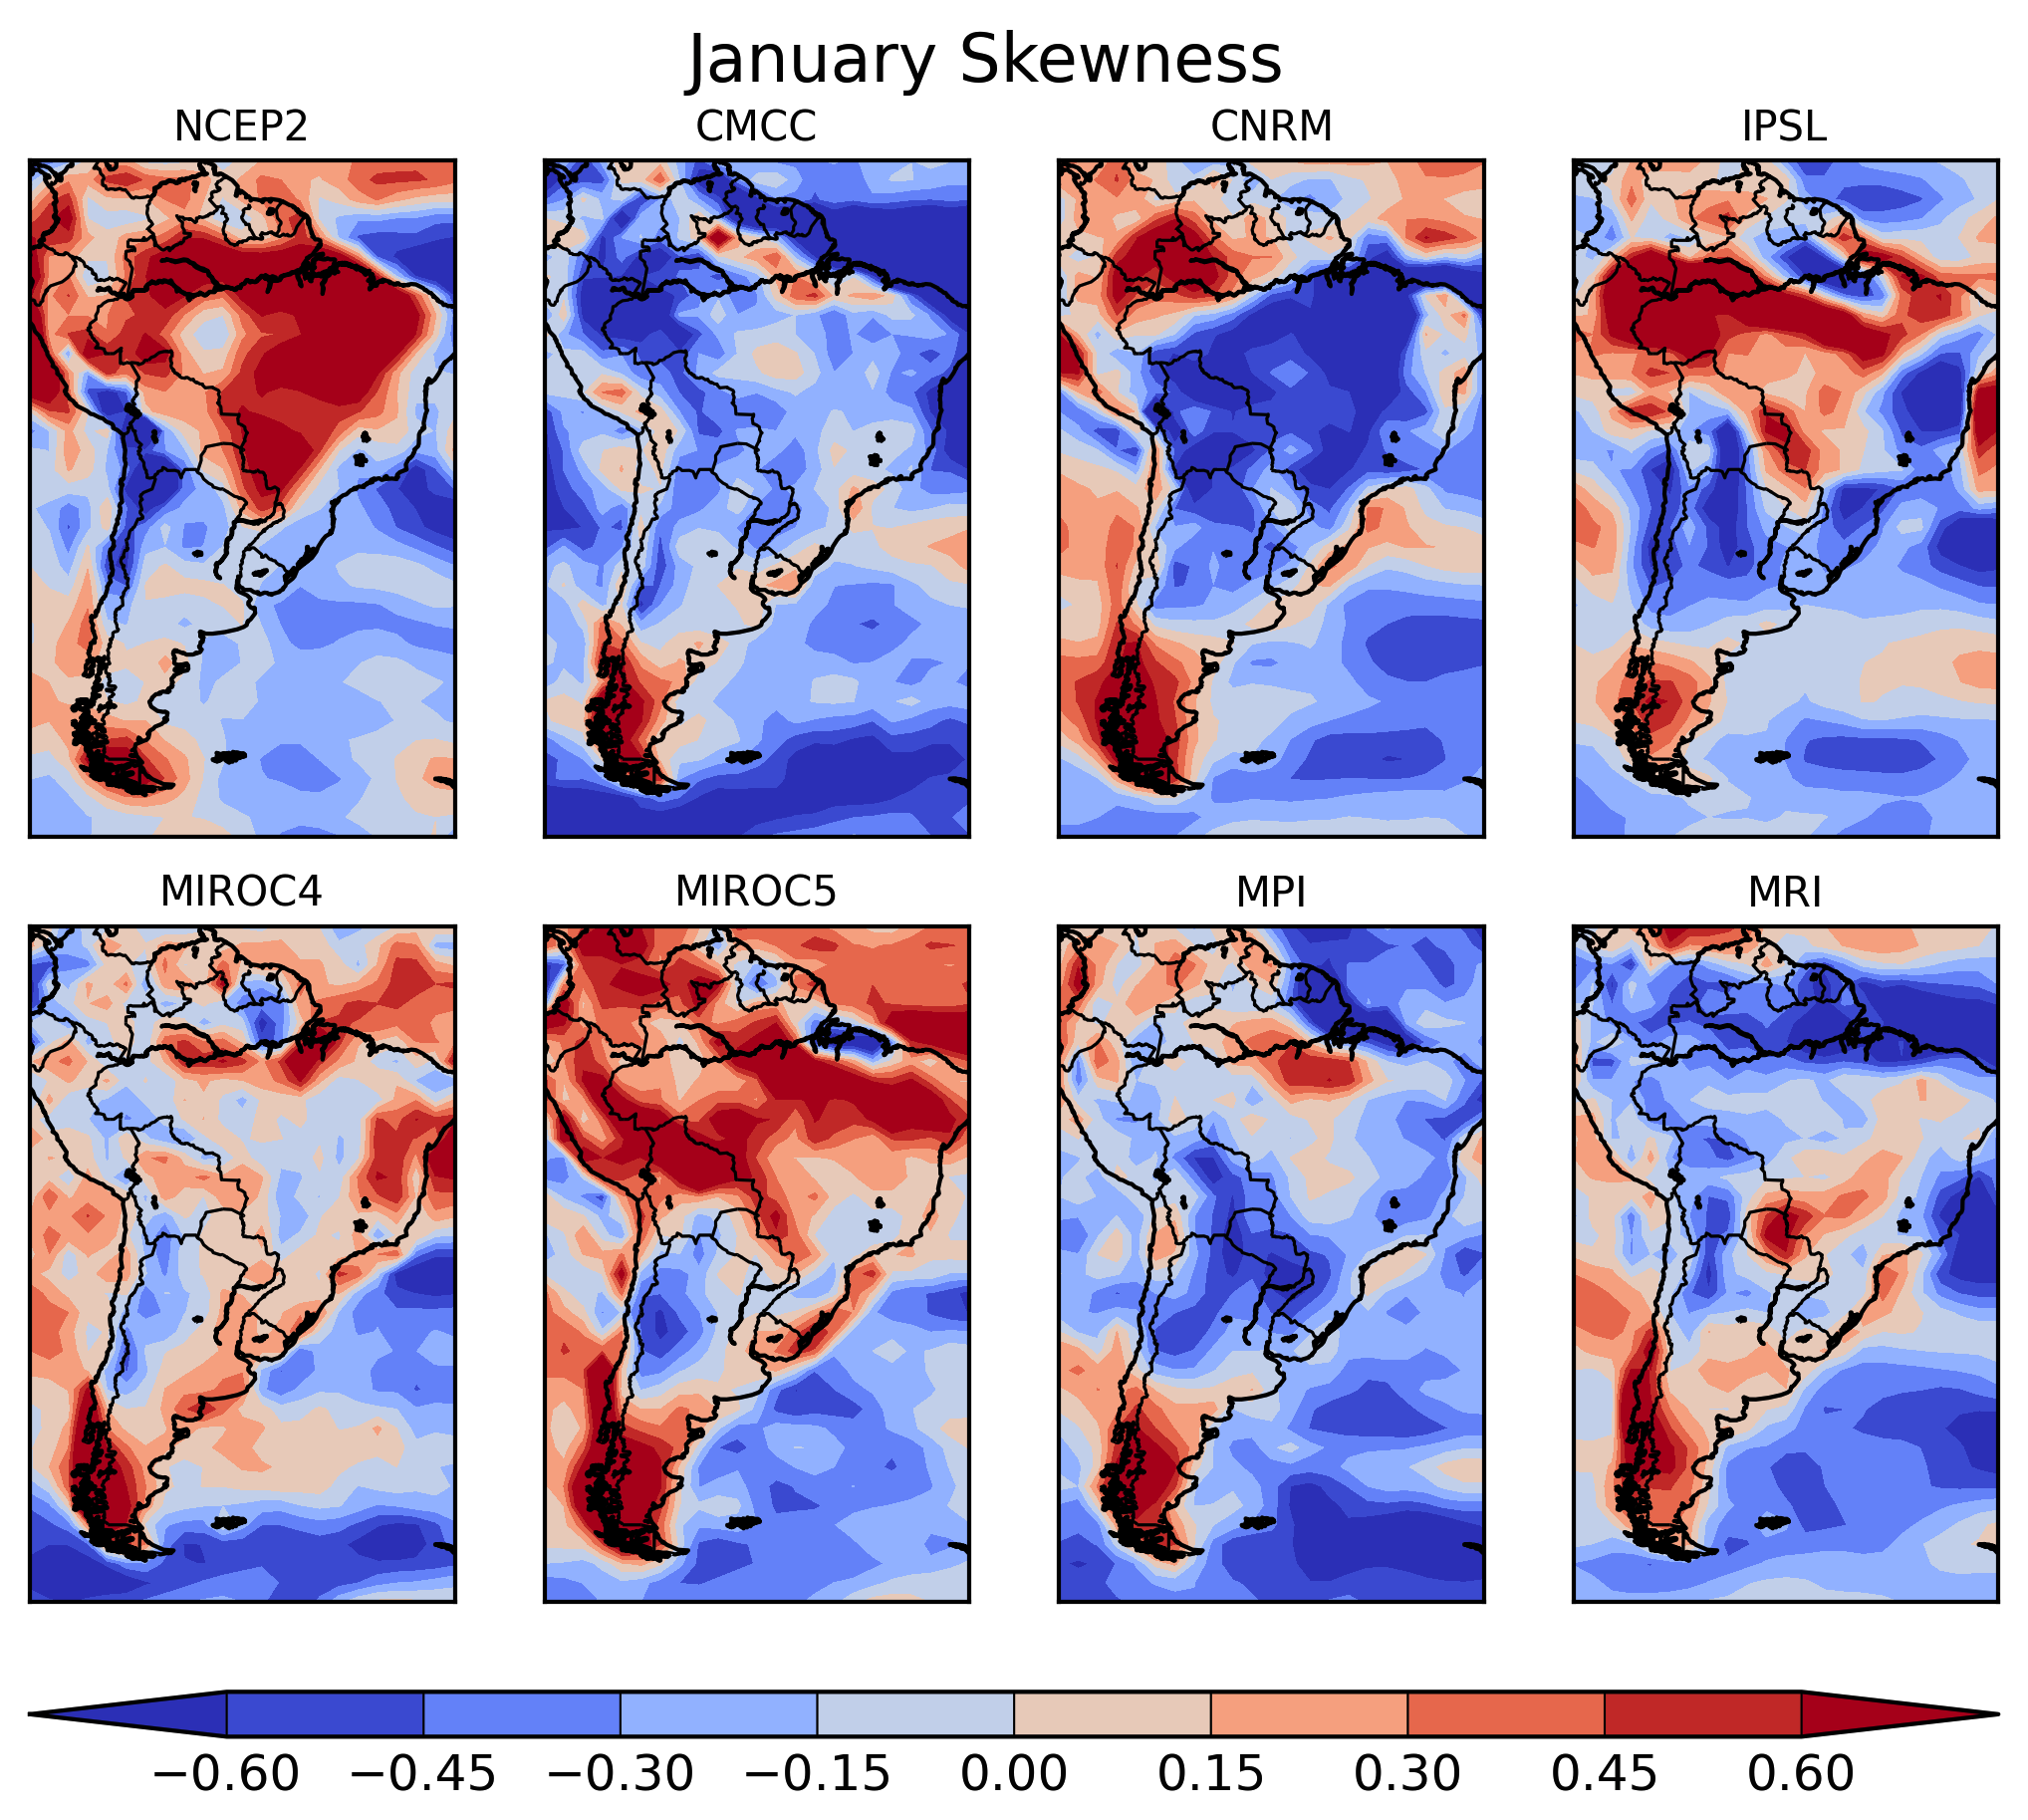 January Skewness
NCEP2 CMCC CNRM IPSL
MIROC4 MIROC5 MPI MRI
−0.60 −0.45 −0.30 −0.15 0.00 0.15 0.30 0.45 0.60